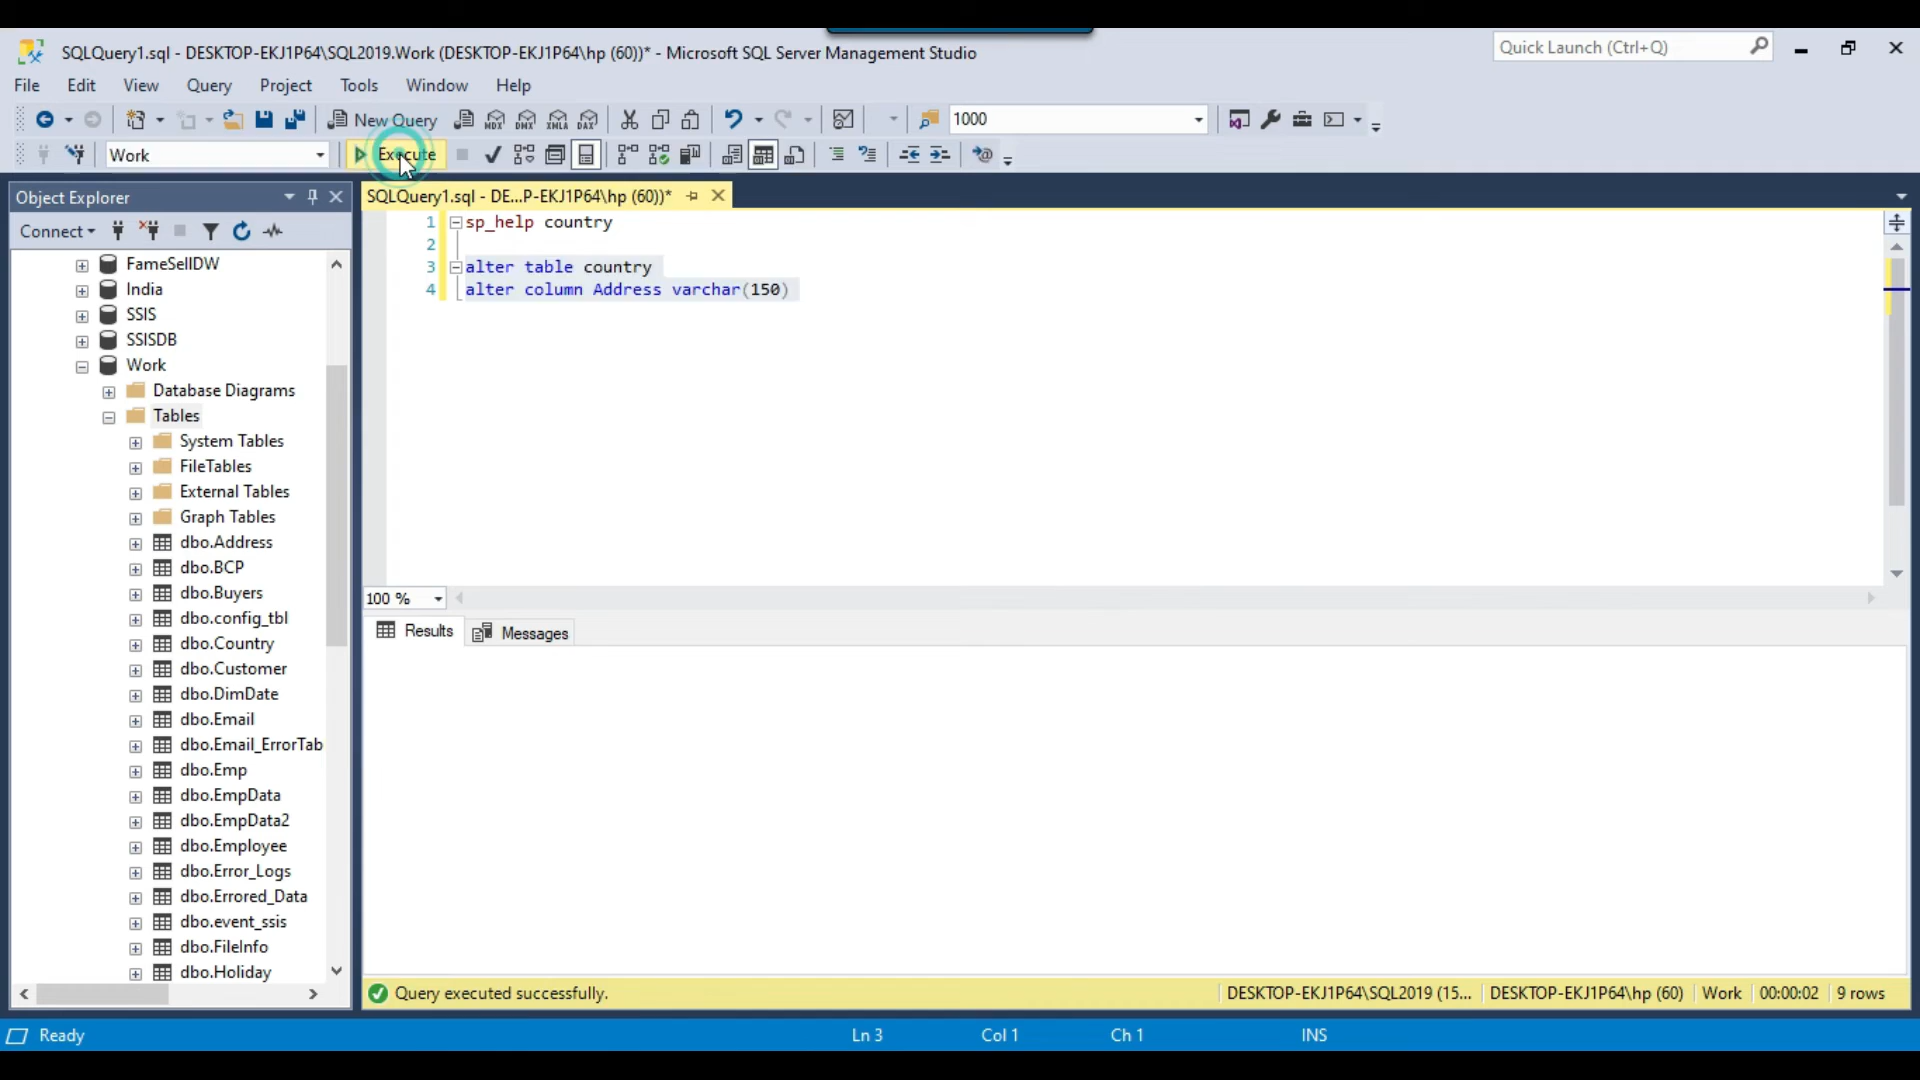 SQLQuery1.sql - DESKTOP-EKJ1P64\SQL2019.Work (DESKTOP-EKJ1P64\hp (60))* - Microsoft SQL Server Management Studio
Quick Launch (Ctrl+Q)
File Edit View Query Project Tools Window Help
New Query MDX DMX XMLA DAX 1000
Work Execute
Object Explorer
SQLQuery1.sql - DE...P-EKJ1P64\hp (60))*
Connect
FameSellDW
India
SSIS
SSISDB
Work
Database Diagrams
Tables
System Tables
FileTables
External Tables
Graph Tables
dbo.Address
dbo.BCP
dbo.Buyers
dbo.config_tbl
dbo.Country
dbo.Customer
dbo.DimDate
dbo.Email
dbo.Email_ErrorTab
dbo.Emp
dbo.EmpData
dbo.EmpData2
dbo.Employee
dbo.Error_Logs
dbo.Errored_Data
dbo.event_ssis
dbo.FileInfo
dbo.Holiday
1 sp_help country
2
3 alter table country
4 alter column Address varchar(150)
100 %
Results Messages
Query executed successfully.
DESKTOP-EKJ1P64\SQL2019 (15... DESKTOP-EKJ1P64\hp (60) Work 00:00:02 9 rows
Ready Ln 3 Col 1 Ch 1 INS